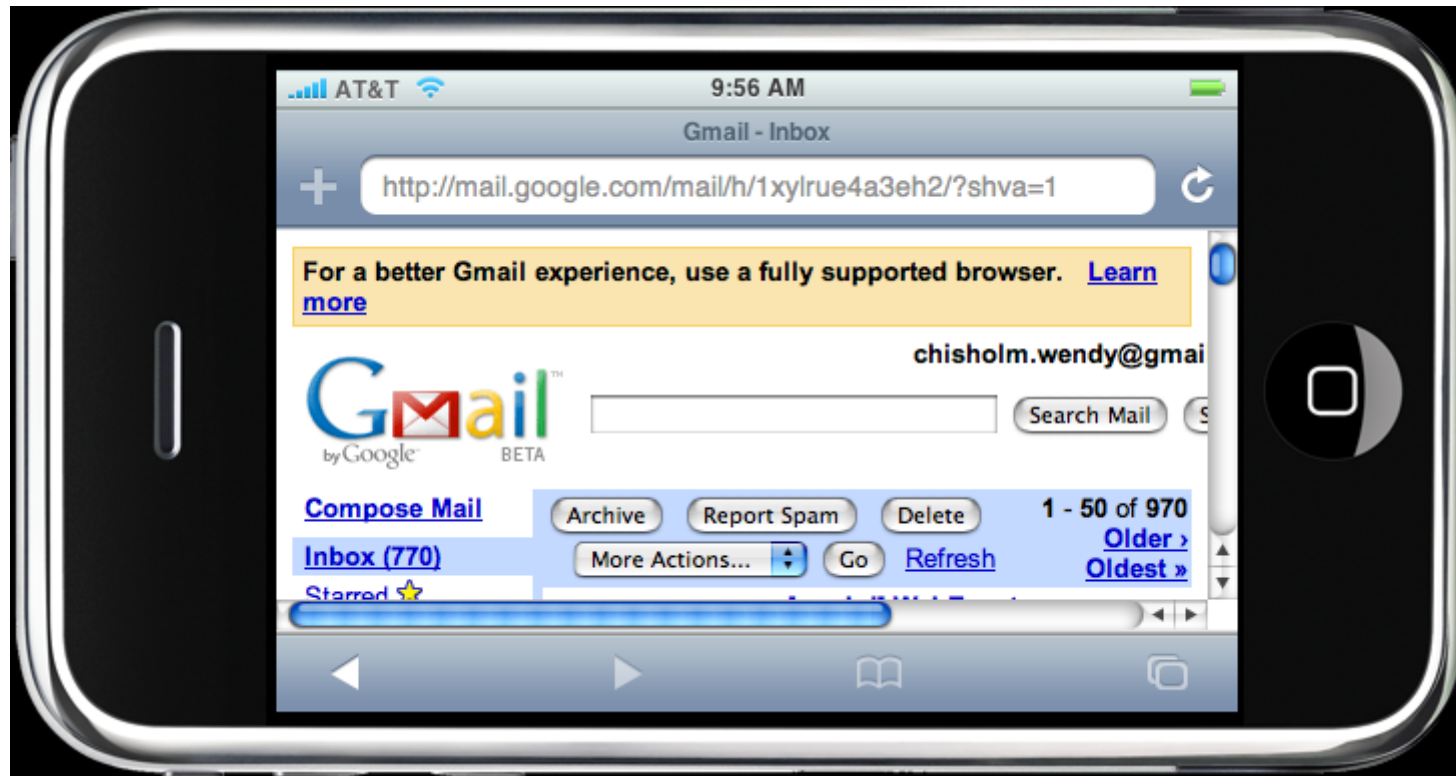 AT&T 9:56 AM
Gmail - Inbox
http://mail.google.com/mail/h/1xylrue4a3eh2/?shva=1
For a better Gmail experience, use a fully supported browser. Learn
more
chisholm.wendy@gmai
Gmail™
by Google BETA
Search Mail S
Compose Mail
Archive Report Spam Delete 1 - 50 of 970
Older ›
Inbox (770)
More Actions... Go Refresh
Oldest »
Starred